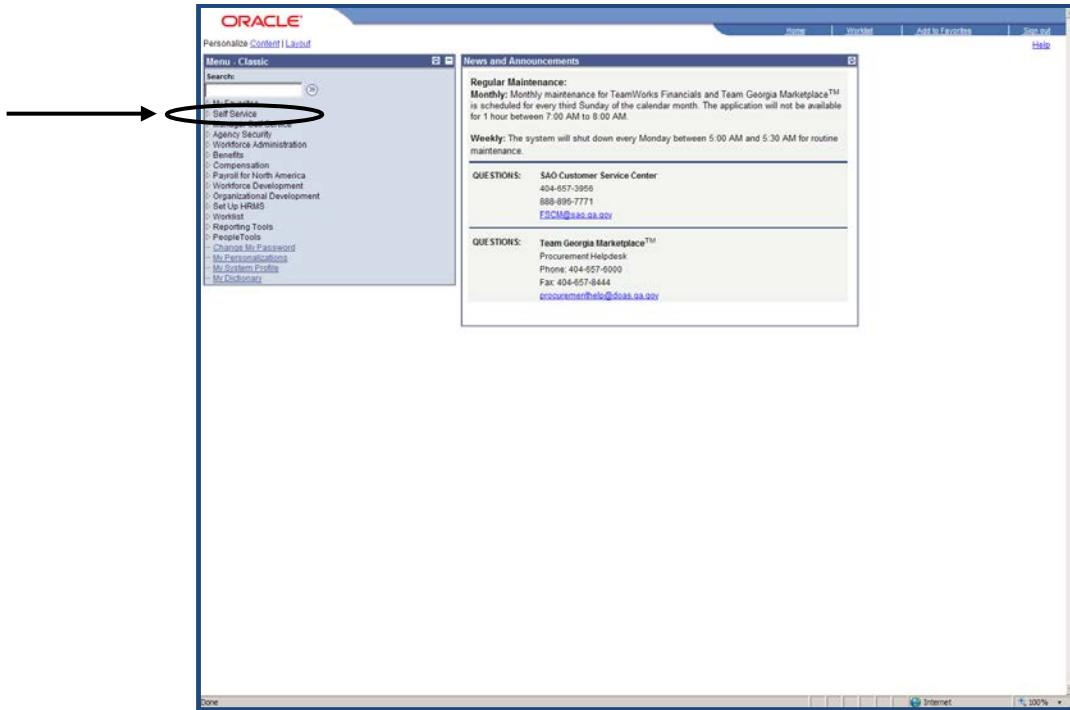 ORACLE
Home Worklist Add to Favorites Sign out
Personalize Content | Layout
Help
Menu - Classic
Search:
My Favorites
Self Service
Manager Self Service
Agency Security
Workforce Administration
Benefits
Compensation
Payroll for North America
Workforce Development
Organizational Development
Set Up HRMS
Worklist
Reporting Tools
PeopleTools
Change My Password
My Personalizations
My System Profile
My Dictionary
News and Announcements
Regular Maintenance:
Monthly: Monthly maintenance for TeamWorks Financials and Team Georgia Marketplace™
is scheduled for every third Sunday of the calendar month. The application will not be available
for 1 hour between 7:00 AM to 8:00 AM.
Weekly: The system will shut down every Monday between 5:00 AM and 5:30 AM for routine
maintenance.
QUESTIONS: SAO Customer Service Center
404-657-3956
888-896-7771
FSCM@sao.ga.gov
QUESTIONS: Team Georgia Marketplace™
Procurement Helpdesk
Phone: 404-657-6000
Fax: 404-657-8444
procurementhelp@doas.ga.gov
Done Internet 100%